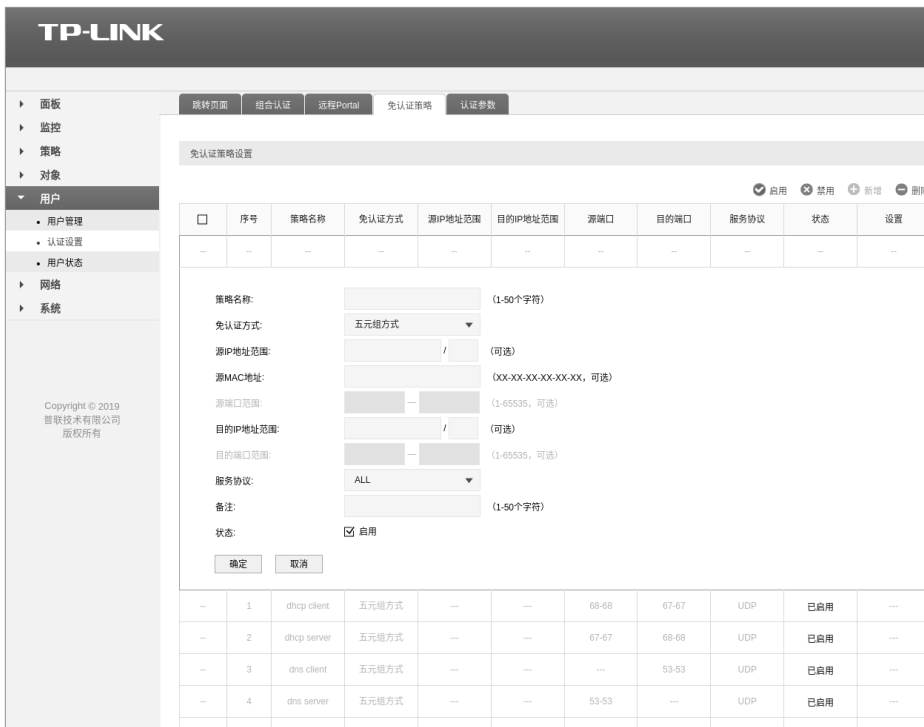 TP-LINK
面板
监控
策略
对象
用户
用户管理
认证设置
用户状态
网络
系统
Copyright © 2019
普联技术有限公司
版权所有
跳转页面 组合认证 远程Portal 免认证策略 认证参数
免认证策略设置
启用 禁用 新增
序号 策略名称 免认证方式 源IP地址范围 目的IP地址范围 源端口 目的端口 服务协议 状态 设置
-- -- -- -- -- -- -- -- -- -- --
策略名称: （1-50个字符）
免认证方式: 五元组方式
源IP地址范围: / （可选）
源MAC地址: （XX-XX-XX-XX-XX-XX，可选）
源端口范围: — （1-65535，可选）
目的IP地址范围: / （可选）
目的端口范围: — （1-65535，可选）
服务协议: ALL
备注: （1-50个字符）
状态: 启用
确定 取消
-- 1 dhcp client 五元组方式 --- --- 68-68 67-67 UDP 已启用 ---
-- 2 dhcp server 五元组方式 --- --- 67-67 68-68 UDP 已启用 ---
-- 3 dns client 五元组方式 --- --- --- 53-53 UDP 已启用 ---
-- 4 dns server 五元组方式 --- --- 53-53 --- UDP 已启用 ---